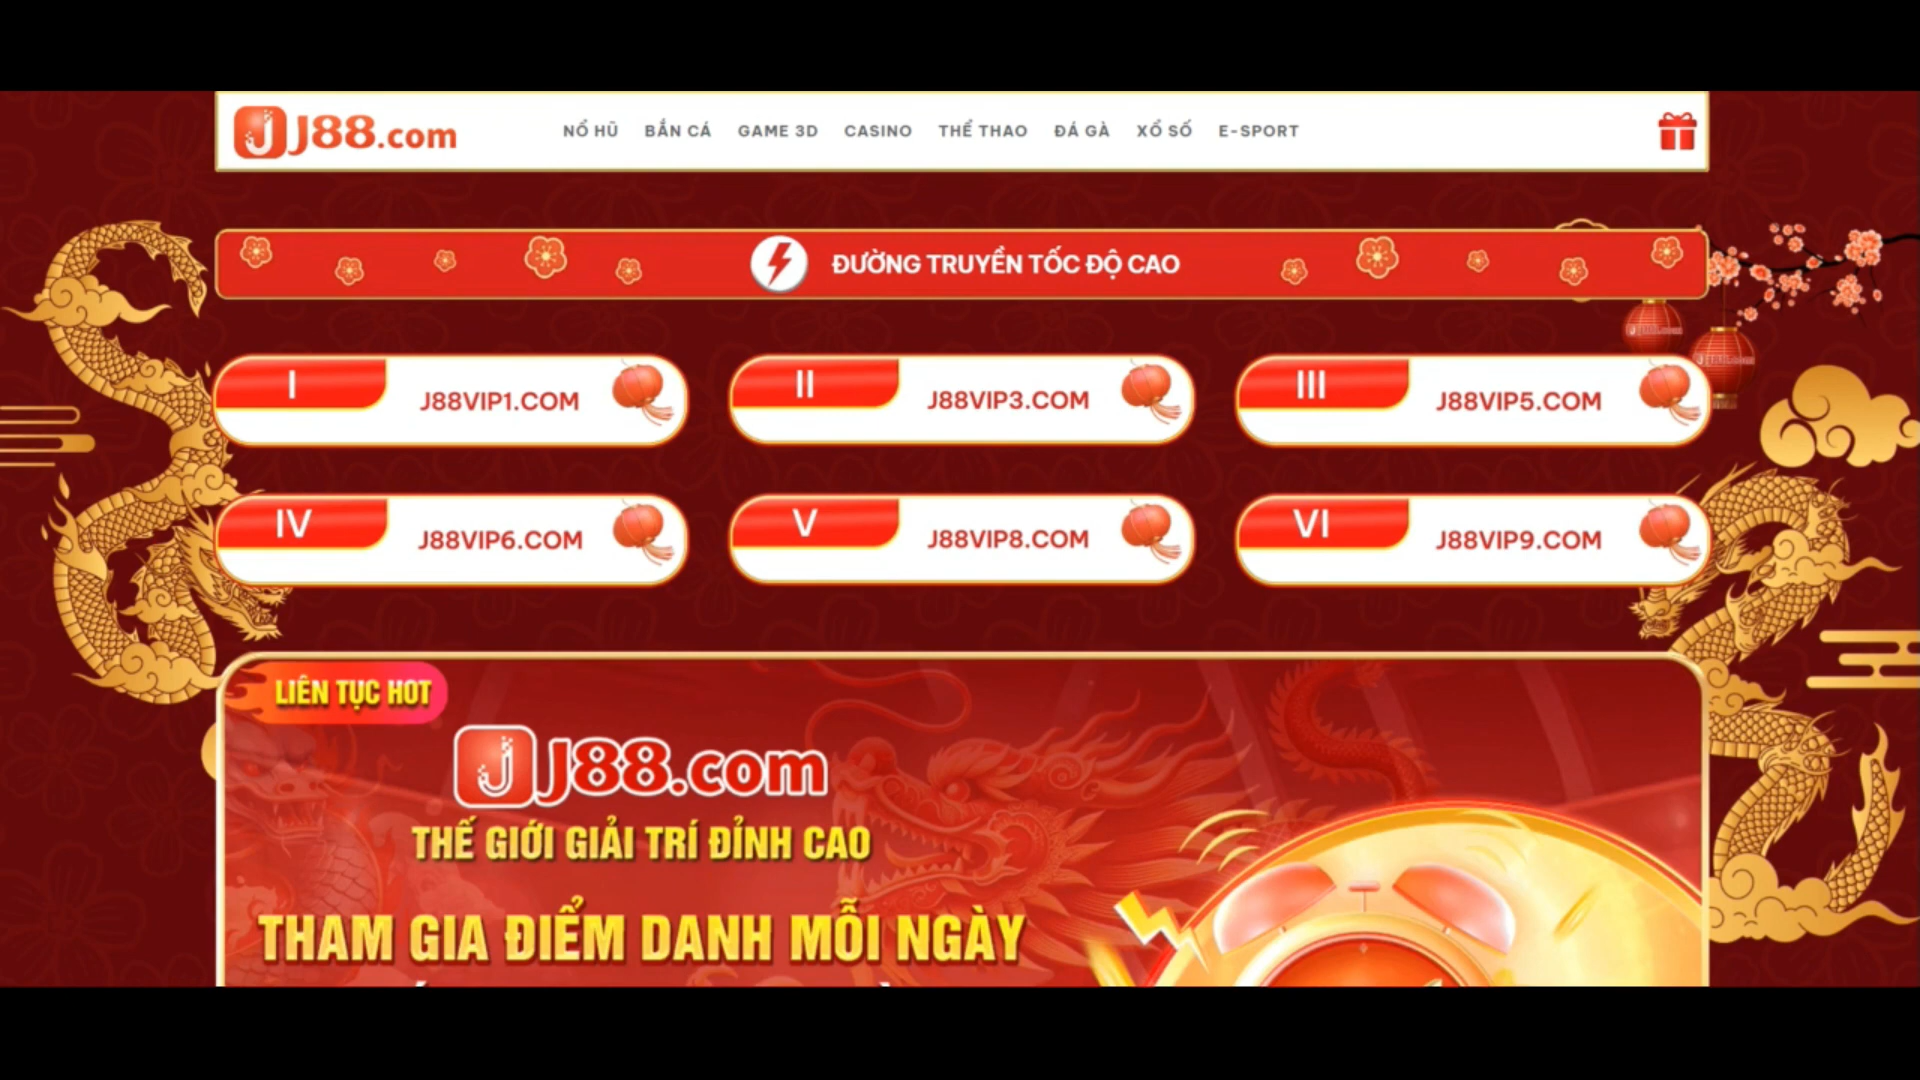 J88.com
NỔ HŨ BẮN CÁ GAME 3D CASINO THỂ THAO ĐÁ GÀ XỔ SỐ E-SPORT
ĐƯỜNG TRUYỀN TỐC ĐỘ CAO
I J88VIP1.COM
II J88VIP3.COM
III J88VIP5.COM
IV J88VIP6.COM
V J88VIP8.COM
VI J88VIP9.COM
LIÊN TỤC HOT
J88.com
THẾ GIỚI GIẢI TRÍ ĐỈNH CAO
THAM GIA ĐIỂM DANH MỖI NGÀY